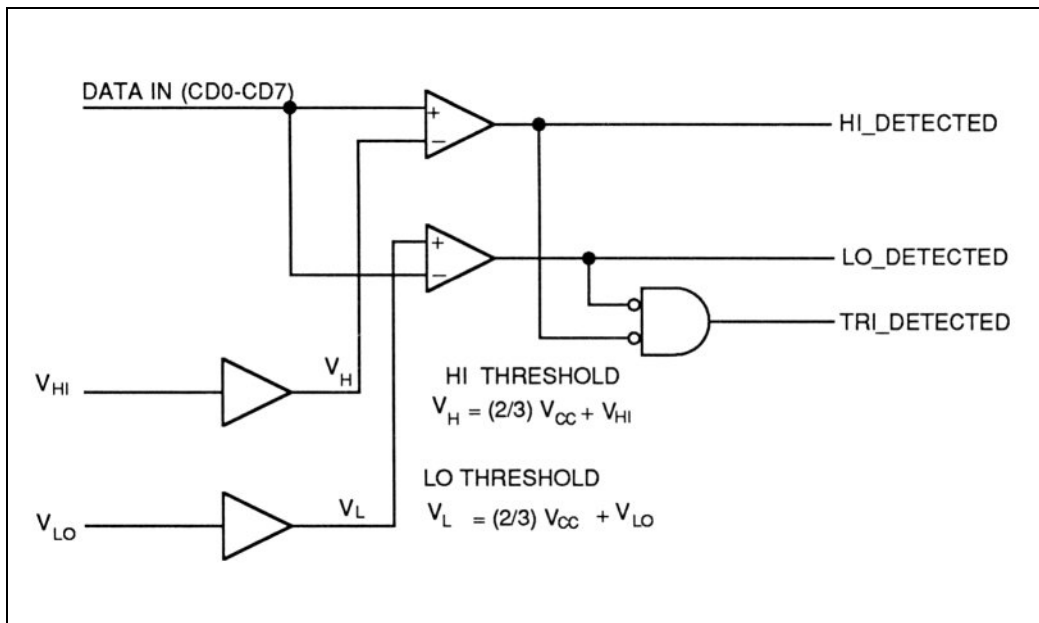 DATA IN (CD0-CD7)
+
−
HI_DETECTED
+
−
LO_DETECTED
TRI_DETECTED
V_HI
V_H
HI THRESHOLD
V_H = (2/3) V_CC + V_HI
LO THRESHOLD
V_LO
V_L
V_L = (2/3) V_CC + V_LO